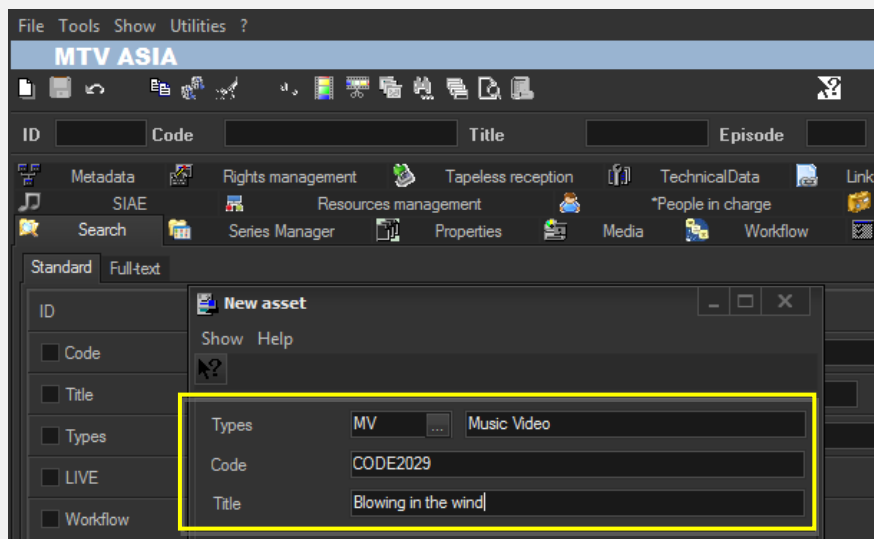 File Tools Show Utilities ?
MTV ASIA
ID Code Title Episode
Metadata Rights management Tapeless reception TechnicalData Link
SIAE Resources management *People in charge
Search Series Manager Properties Media Workflow
Standard Full-text
New asset
ID
Show Help
Code
Title
Types MV ... Music Video
Types
Code CODE2029
LIVE
Title Blowing in the wind
Workflow